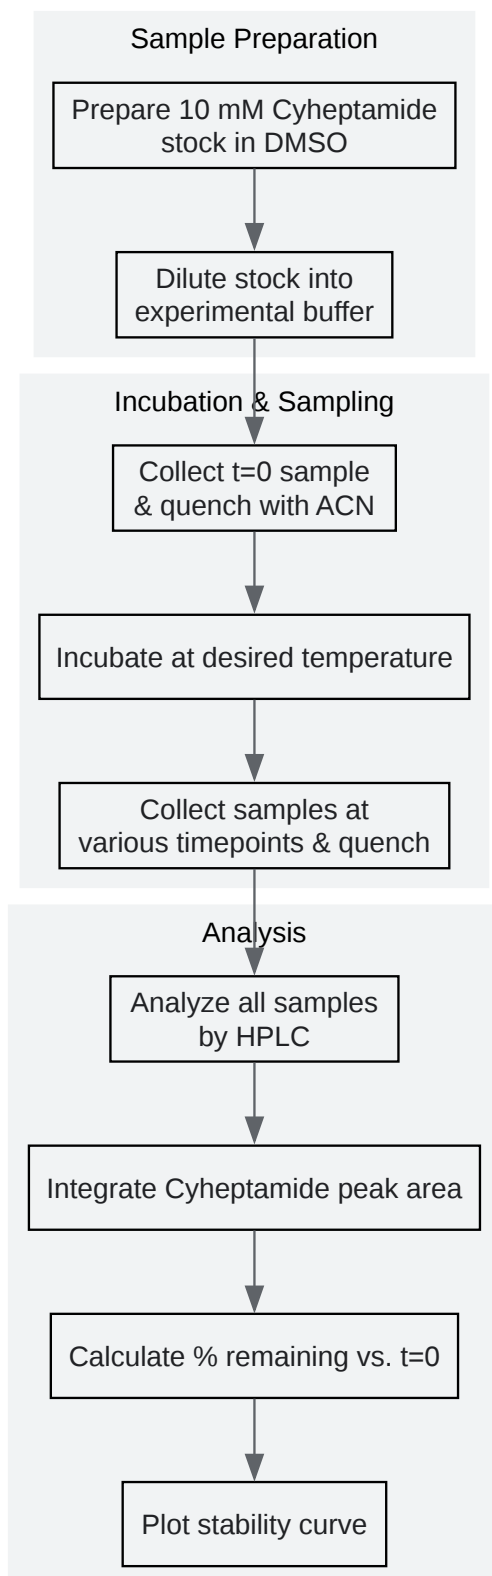 Sample Preparation
Prepare 10 mM Cyheptamide
stock in DMSO
Dilute stock into
experimental buffer
Incubation & Sampling
Collect t=0 sample
& quench with ACN
Incubate at desired temperature
Collect samples at
various timepoints & quench
Analysis
Analyze all samples
by HPLC
Integrate Cyheptamide peak area
Calculate % remaining vs. t=0
Plot stability curve